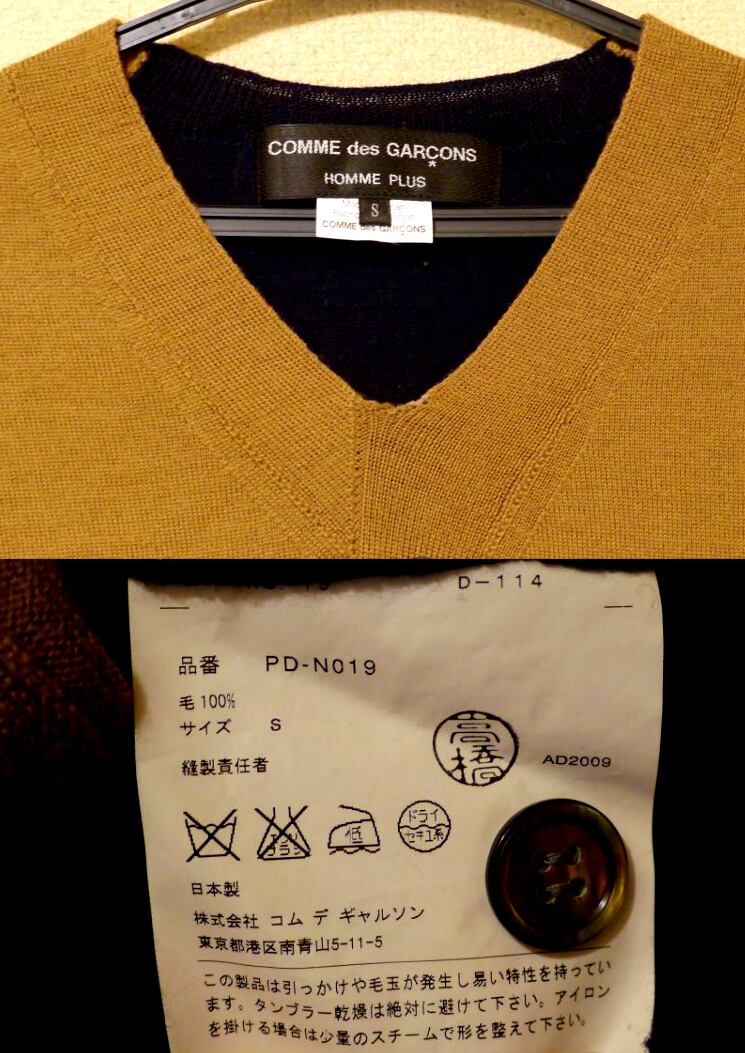 COMME des GARÇONS
*
HOMME PLUS
S
COMME des GARCONS
D-114
品番 PD-N019
毛 100%
サイズ S
縫製責任者
高橋
AD2009
低
ドライ
セキユ系
日本製
株式会社 コム デ ギャルソン
東京都港区南青山5-11-5
この製品は引っかけや毛玉が発生し易い特性を持ってい
ます。タンブラー乾燥は絶対に避けて下さい。アイロン
を掛ける場合は少量のスチームで形を整えて下さい。